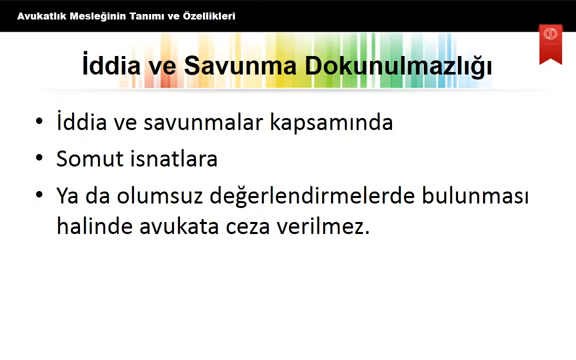 Avukatlık Mesleğinin Tanımı ve Özellikleri
İddia ve Savunma Dokunulmazlığı
• İddia ve savunmalar kapsamında
• Somut isnatlara
• Ya da olumsuz değerlendirmelerde bulunması
halinde avukata ceza verilmez.